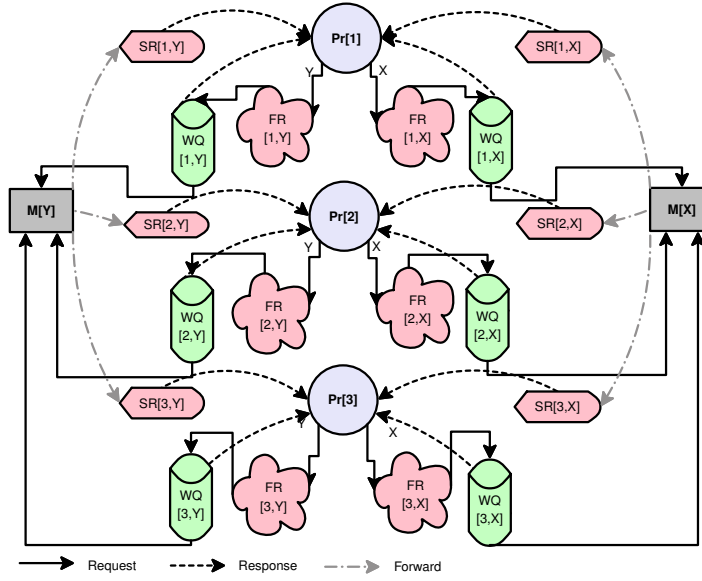 SR[1,Y]
Pr[1]
SR[1,X]
Y
X
FR
[1,Y]
FR
[1,X]
WQ
[1,Y]
WQ
[1,X]
M[Y]
M[X]
SR[2,Y]
Pr[2]
SR[2,X]
Y
X
FR
[2,Y]
FR
[2,X]
WQ
[2,Y]
WQ
[2,X]
SR[3,Y]
Pr[3]
SR[3,X]
Y
X
FR
[3,Y]
FR
[3,X]
WQ
[3,Y]
WQ
[3,X]
Request
Response
Forward